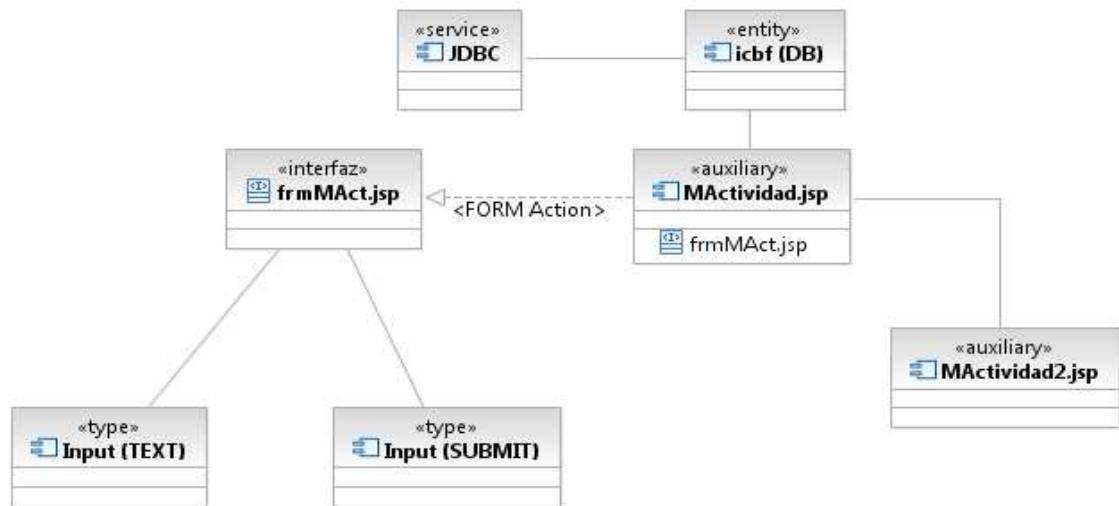 «service»
JDBC
«entity»
icbf (DB)
«interfaz»
frmMAct.jsp
<FORM Action>
«auxiliary»
MActividad.jsp
frmMAct.jsp
«auxiliary»
MActividad2.jsp
«type»
Input (TEXT)
«type»
Input (SUBMIT)